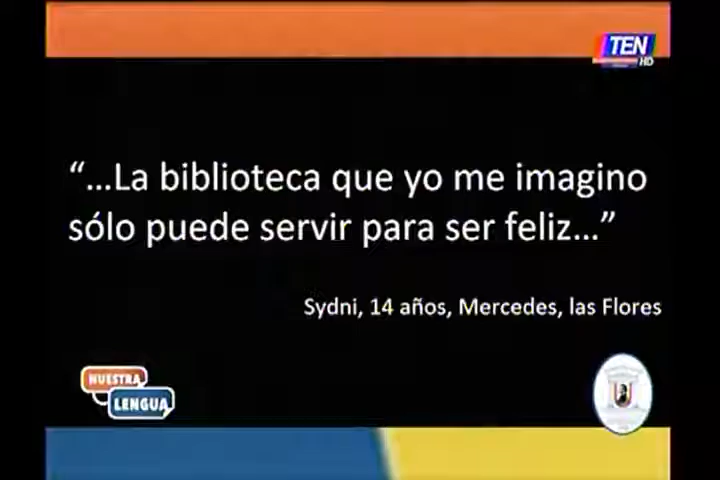 TEN
HD
“...La biblioteca que yo me imagino
sólo puede servir para ser feliz...”
Sydni, 14 años, Mercedes, las Flores
NUESTRA
LENGUA